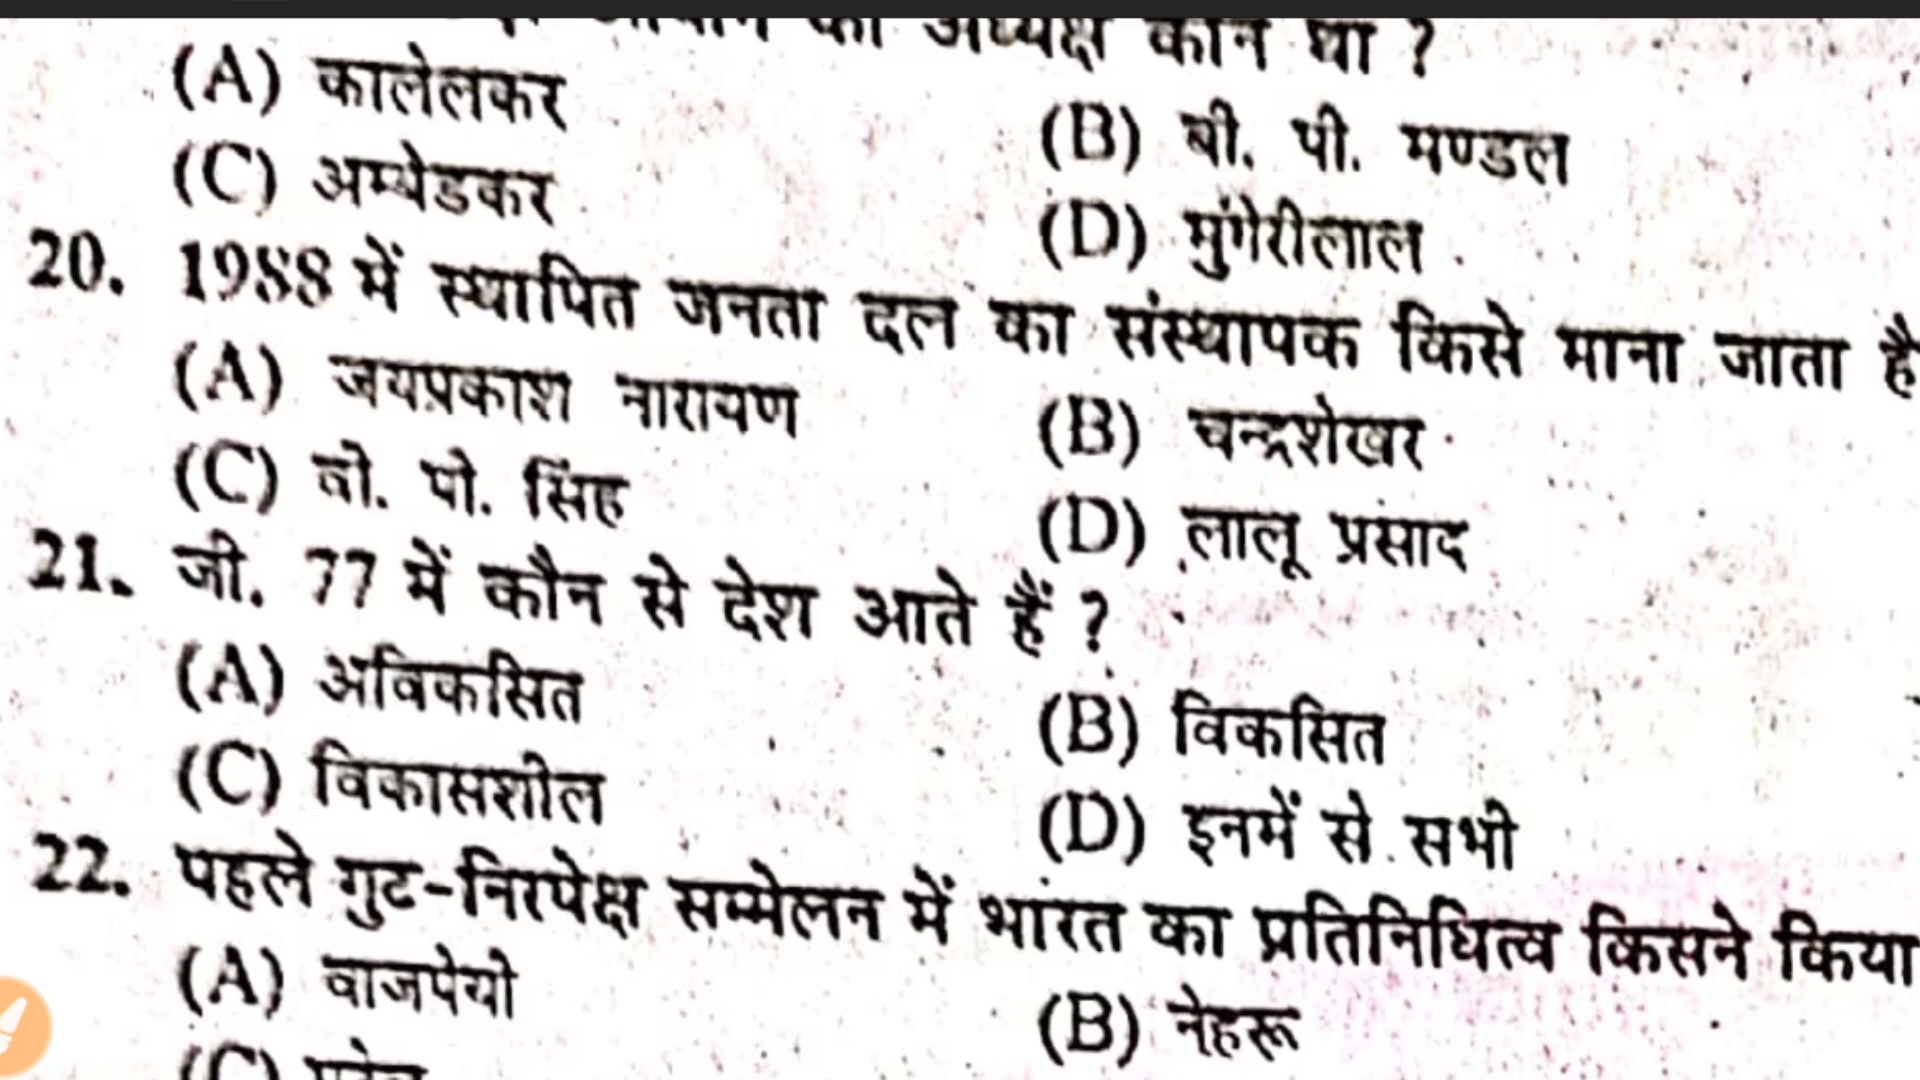 का अध्यक्ष कौन था ?
(A) कालेलकर
(B) बी. पी. मण्डल
(C) अम्बेडकर
(D) मुंगेरीलाल
20. 1988 में स्थापित जनता दल का संस्थापक किसे माना जाता है
(A) जयप्रकाश नारायण
(B) चन्द्रशेखर
(C) वी. पी. सिंह
(D) लालू प्रसाद
21. जी. 77 में कौन से देश आते हैं ?
(A) अविकसित
(B) विकसित
(C) विकासशील
(D) इनमें से सभी
22. पहले गुट-निरपेक्ष सम्मेलन में भारत का प्रतिनिधित्व किसने किया
(A) वाजपेयी
(B) नेहरू
(C)